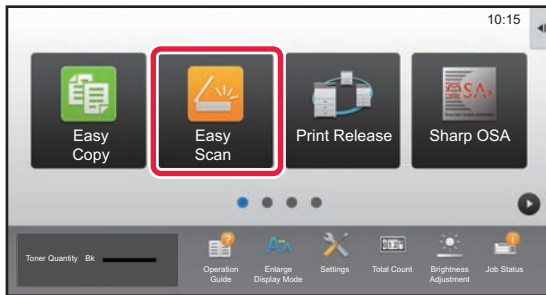 10:15
Easy
Copy
Easy
Scan
Print Release
Sharp OSA
Toner Quantity Bk
Operation
Guide
Enlarge
Display Mode
Settings
Total Count
Brightness
Adjustment
Job Status